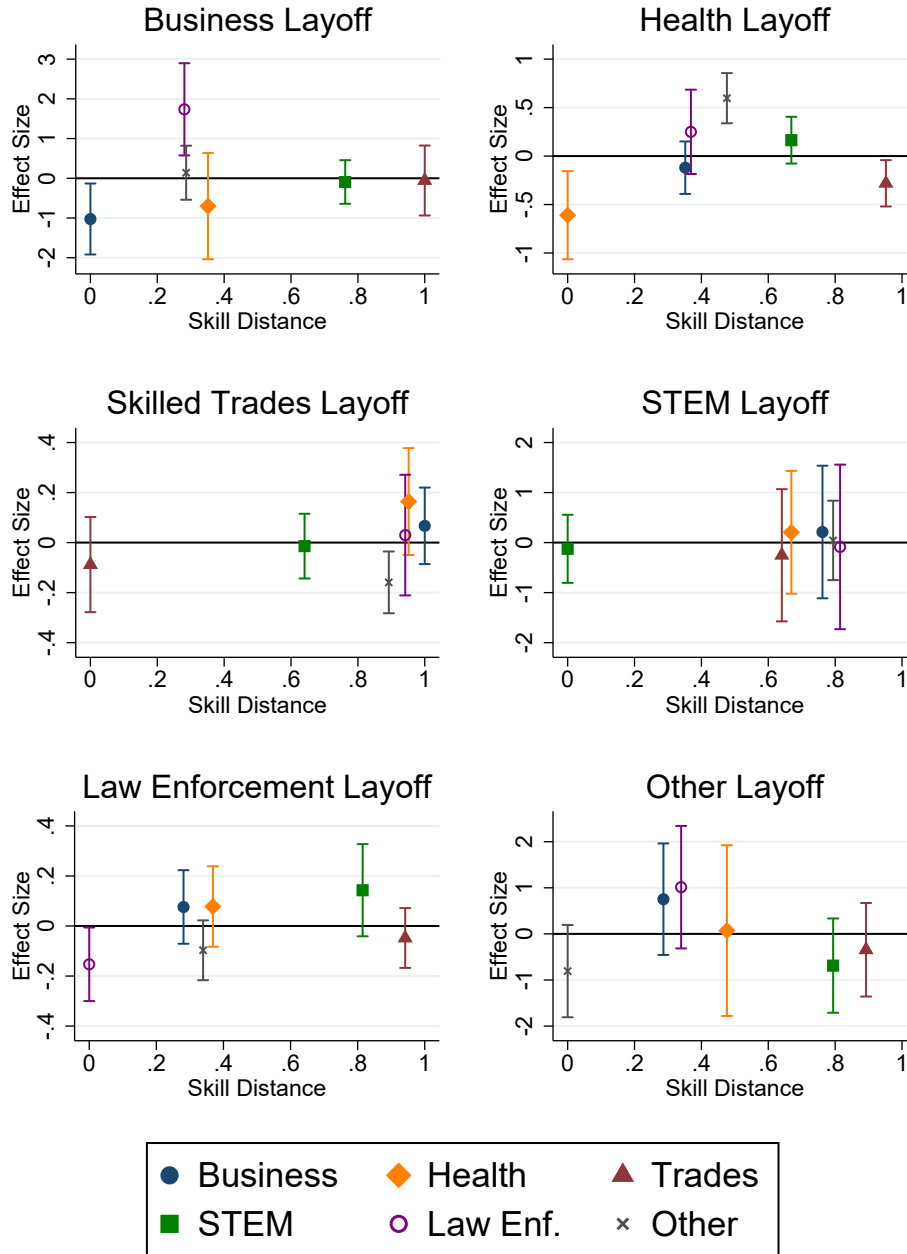 Business Layoff
Effect Size
3
2
1
0
-1
-2
0 .2 .4 .6 .8 1
Skill Distance
Health Layoff
Effect Size
1
.5
0
-.5
-1
0 .2 .4 .6 .8 1
Skill Distance
Skilled Trades Layoff
Effect Size
.4
.2
0
-.2
-.4
0 .2 .4 .6 .8 1
Skill Distance
STEM Layoff
Effect Size
2
1
0
-1
-2
0 .2 .4 .6 .8 1
Skill Distance
Law Enforcement Layoff
Effect Size
.4
.2
0
-.2
-.4
0 .2 .4 .6 .8 1
Skill Distance
Other Layoff
Effect Size
2
1
0
-1
-2
0 .2 .4 .6 .8 1
Skill Distance
Business Health Trades
STEM Law Enf. Other